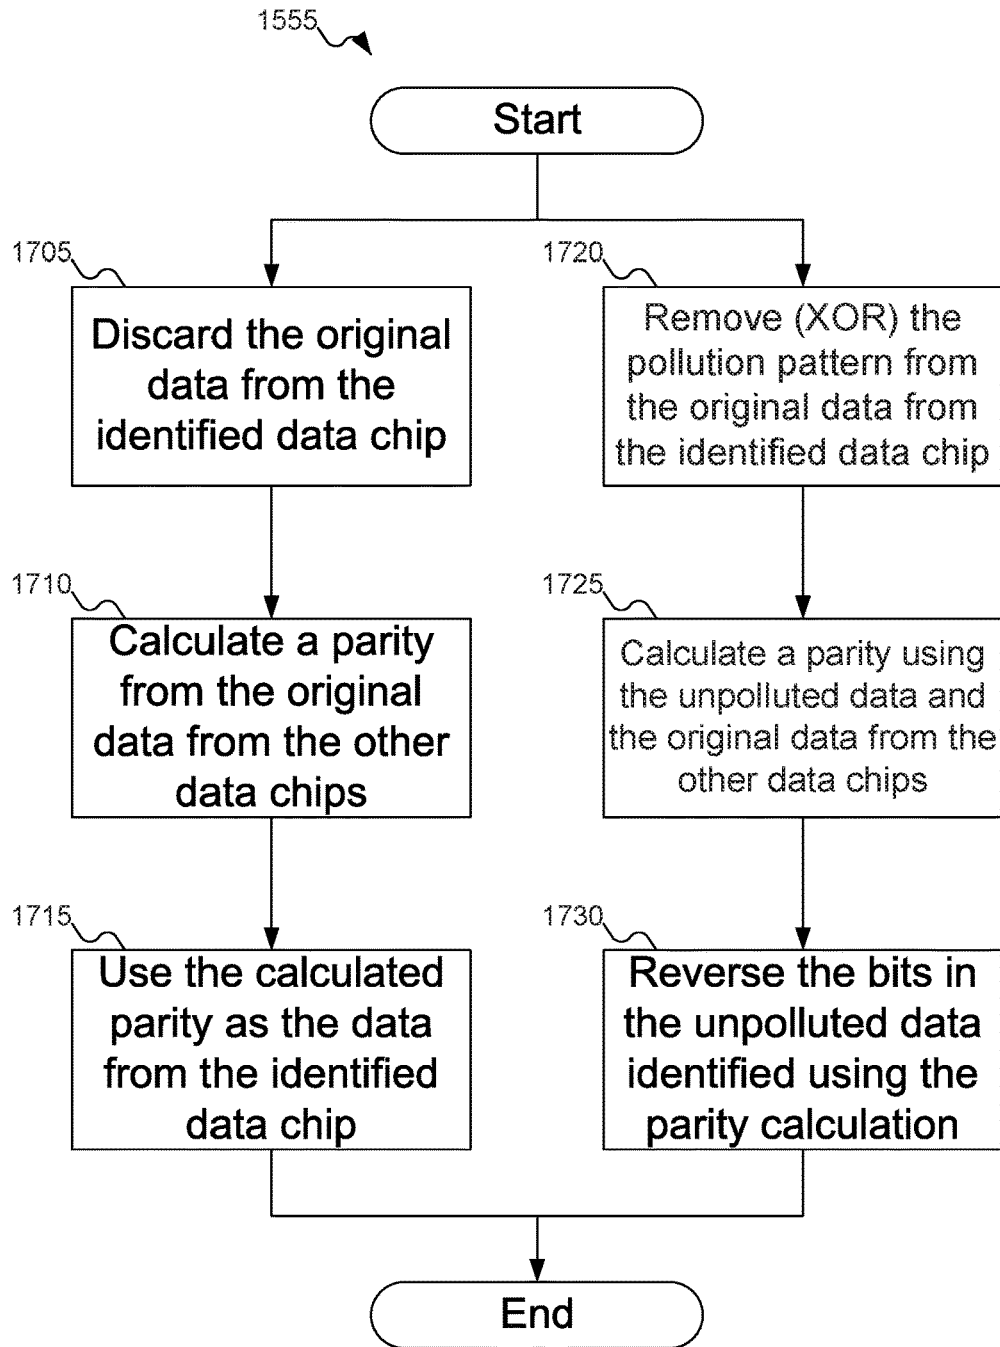 1555
Start
1705
Discard the original
data from the
identified data chip
1710
Calculate a parity
from the original
data from the other
data chips
1715
Use the calculated
parity as the data
from the identified
data chip
1720
Remove (XOR) the
pollution pattern from
the original data from
the identified data chip
1725
Calculate a parity using
the unpolluted data and
the original data from the
other data chips
1730
Reverse the bits in
the unpolluted data
identified using the
parity calculation
End